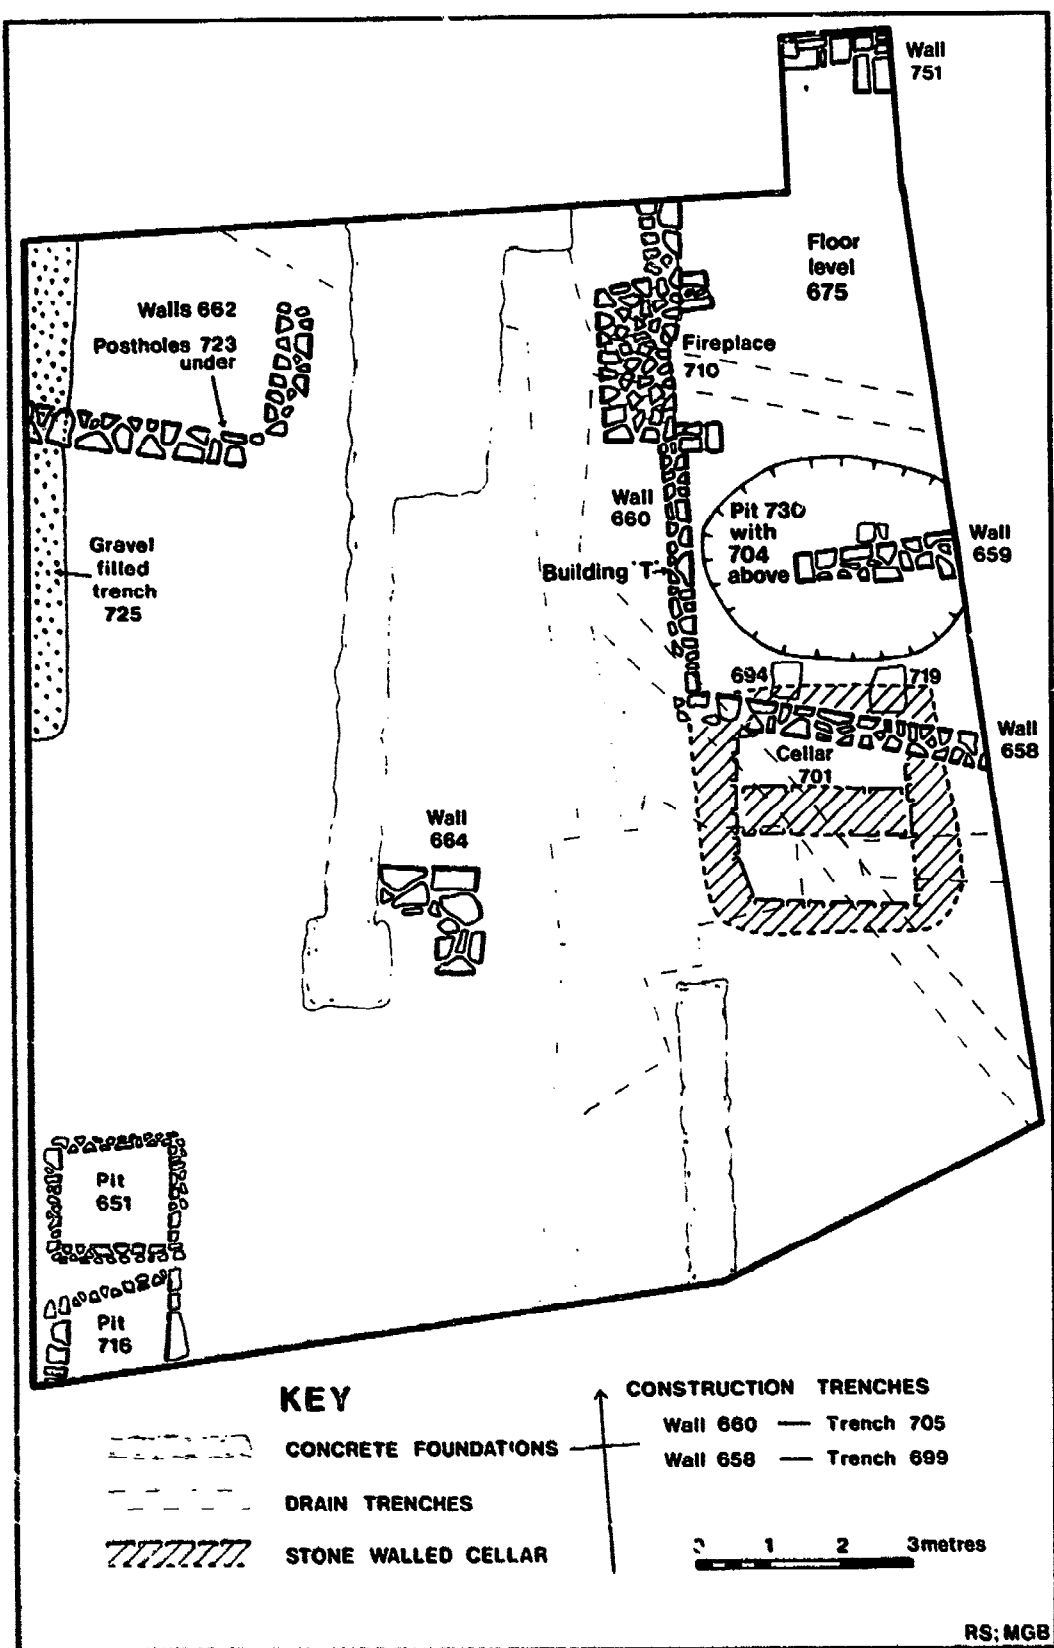 Wall
751
Floor
level
675
Walls 662
Postholes 723
under
Fireplace
710
Wall
660
Pit 730
with
704
above
Wall
659
Gravel
filled
trench
725
Building 'T'
694
719
Wall
658
Cellar
701
Wall
664
Pit
651
Pit
716
KEY
CONCRETE FOUNDATIONS
DRAIN TRENCHES
STONE WALLED CELLAR
CONSTRUCTION TRENCHES
Wall 660 — Trench 705
Wall 658 — Trench 699
0 1 2 3metres
RS; MGB